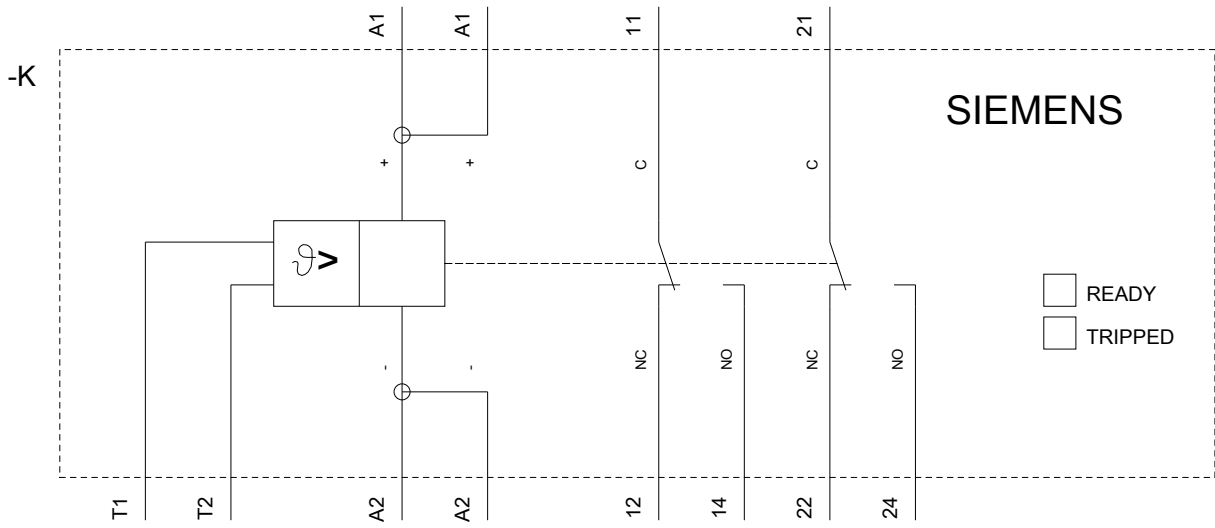 A1
A1
11
21
-K
SIEMENS
+
+
C
C
ϑ>
READY
TRIPPED
-
-
NC
NO
NC
NO
T1
T2
A2
A2
12
14
22
24